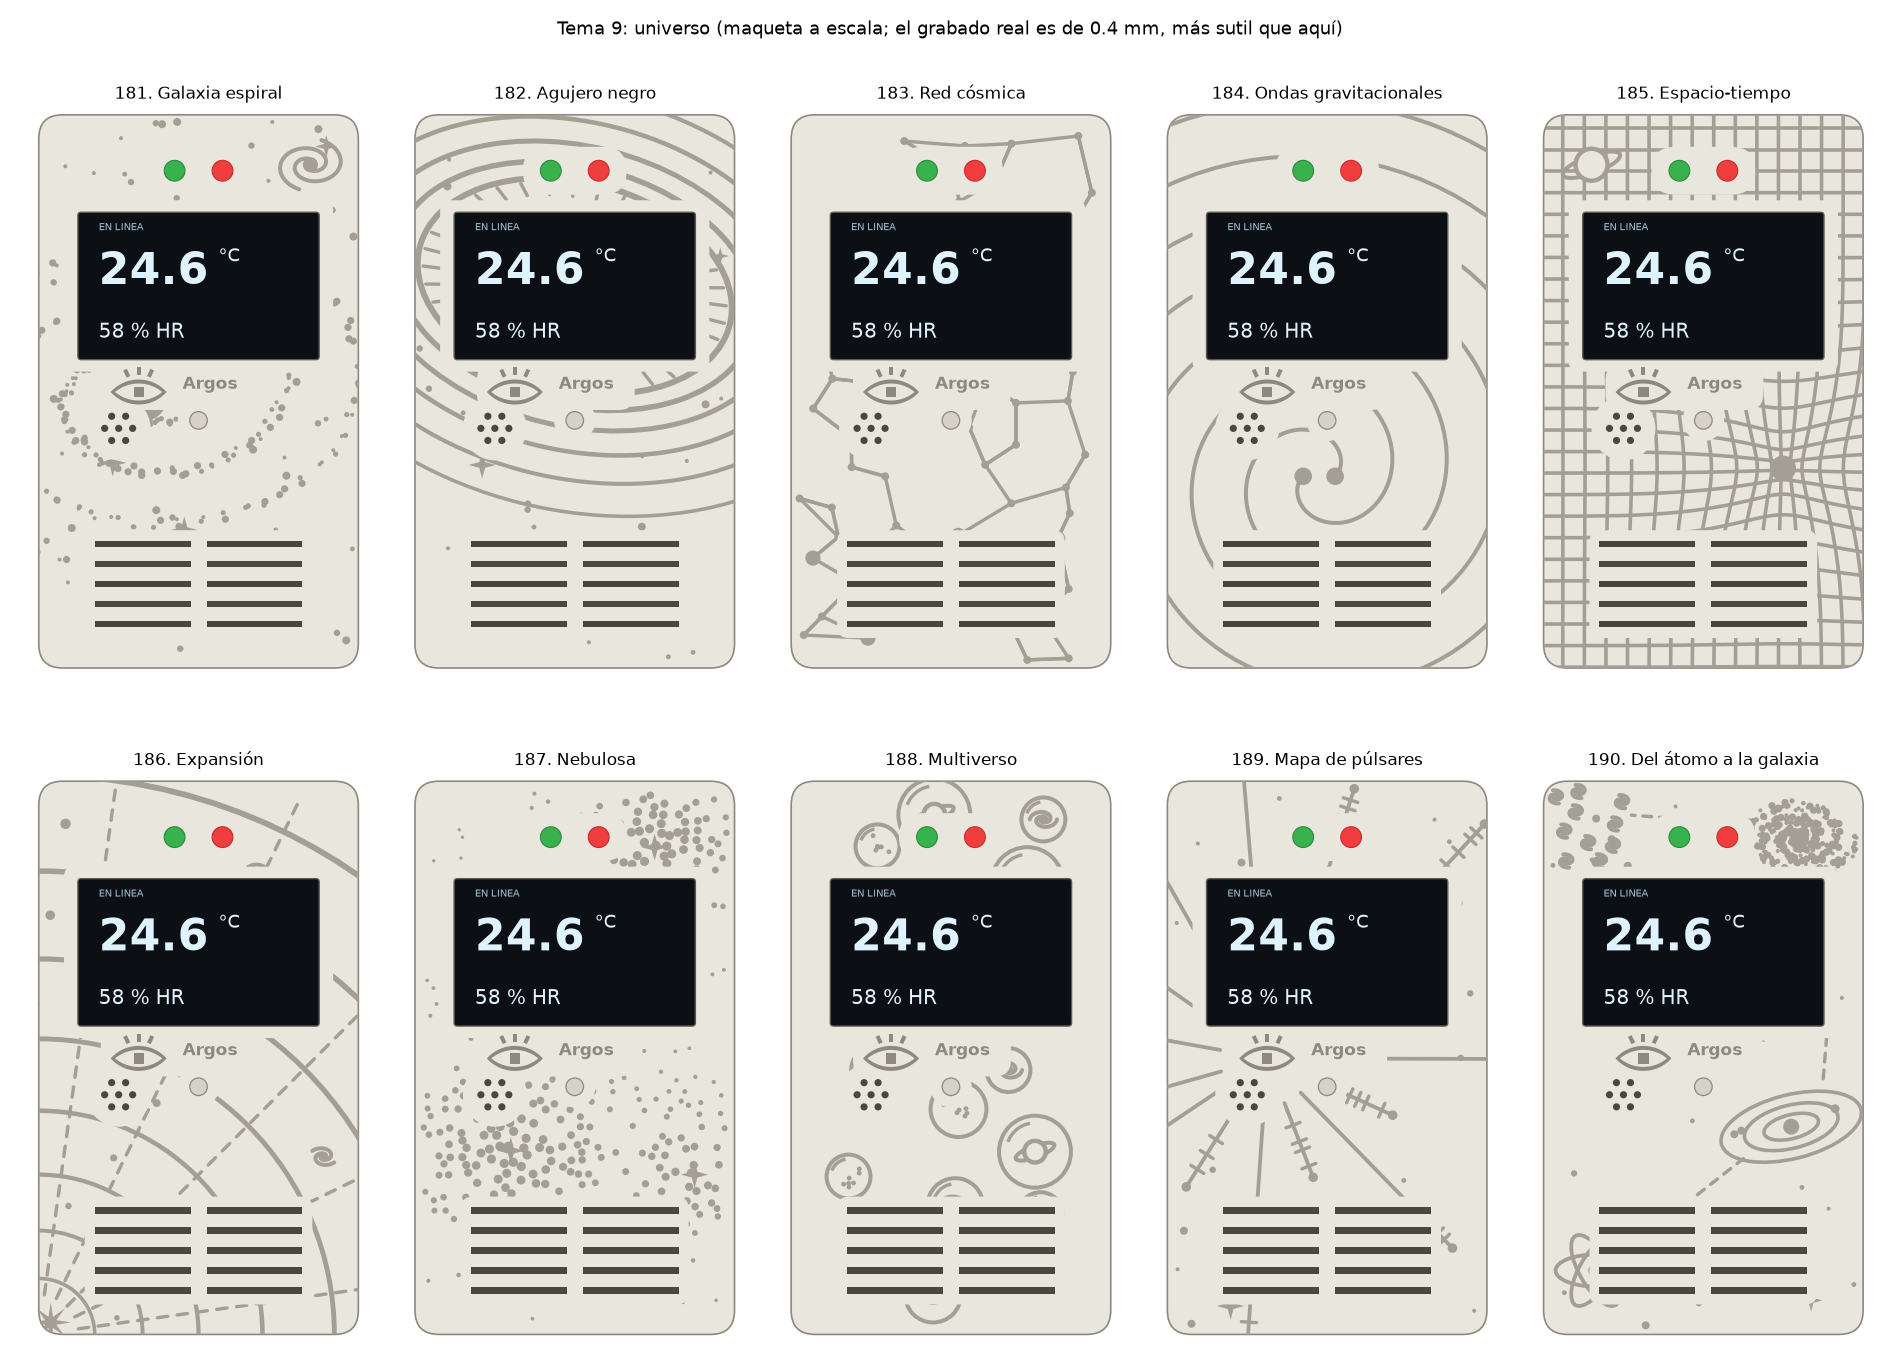 Tema 9: universo (maqueta a escala; el grabado real es de 0.4 mm, más sutil que aquí)
181. Galaxia espiral
EN LINEA
24.6 °C
58 % HR
Argos
182. Agujero negro
EN LINEA
24.6 °C
58 % HR
Argos
183. Red cósmica
EN LINEA
24.6 °C
58 % HR
Argos
184. Ondas gravitacionales
EN LINEA
24.6 °C
58 % HR
Argos
185. Espacio-tiempo
EN LINEA
24.6 °C
58 % HR
Argos
186. Expansión
EN LINEA
24.6 °C
58 % HR
Argos
187. Nebulosa
EN LINEA
24.6 °C
58 % HR
Argos
188. Multiverso
EN LINEA
24.6 °C
58 % HR
Argos
189. Mapa de púlsares
EN LINEA
24.6 °C
58 % HR
Argos
190. Del átomo a la galaxia
EN LINEA
24.6 °C
58 % HR
Argos